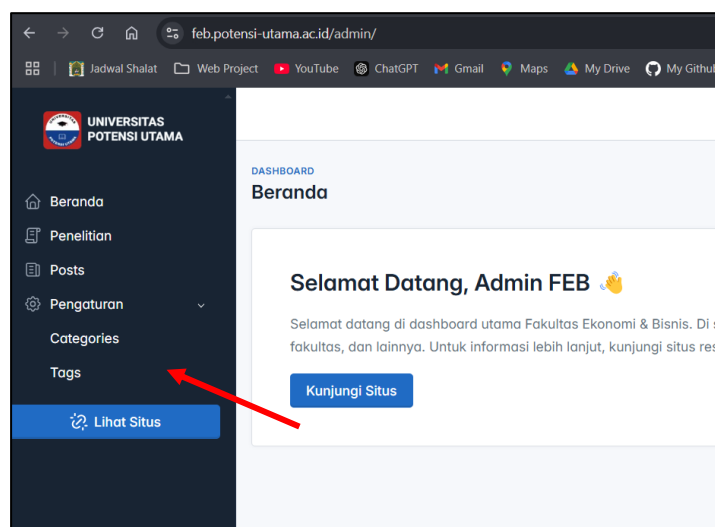 feb.potensi-utama.ac.id/admin/
Jadwal Shalat Web Project YouTube ChatGPT Gmail Maps My Drive My Github
UNIVERSITAS
POTENSI UTAMA
DASHBOARD
Beranda
Beranda
Penelitian
Posts
Pengaturan
Categories
Tags
Lihat Situs
Selamat Datang, Admin FEB 👋
Selamat datang di dashboard utama Fakultas Ekonomi & Bisnis. Di
fakultas, dan lainnya. Untuk informasi lebih lanjut, kunjungi situs
Kunjungi Situs